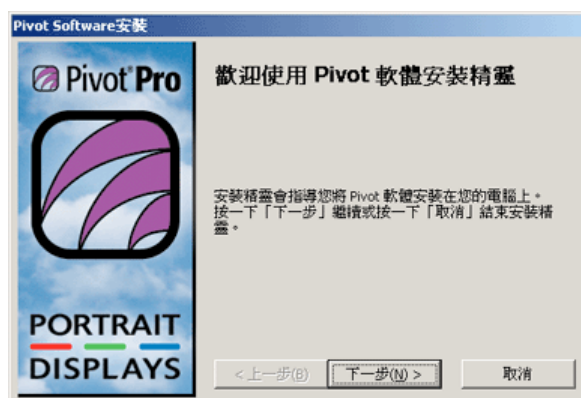 Pivot Software安裝
Pivot Pro
歡迎使用 Pivot 軟體安裝精靈
安裝精靈會指導您將 Pivot 軟體安裝在您的電腦上。
按一下「下一步」繼續或按一下「取消」結束安裝精
靈。
PORTRAIT
DISPLAYS
< 上一步(B)
下一步(N) >
取消